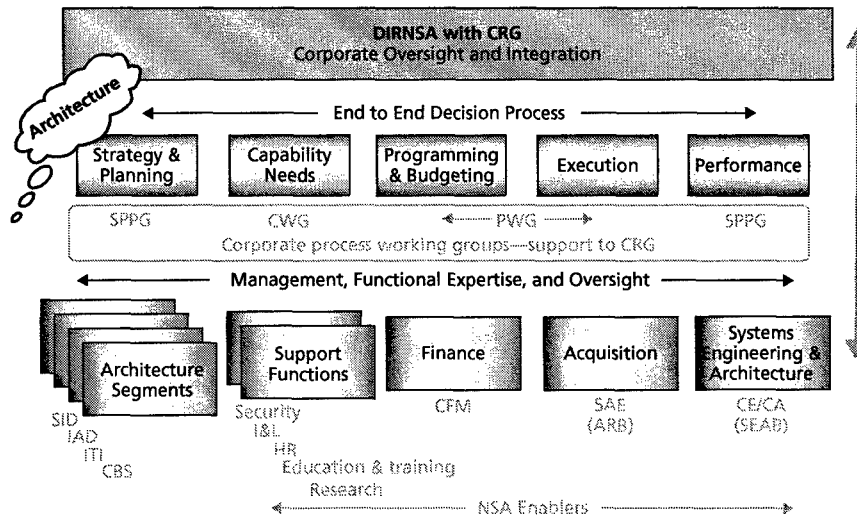 DIRNSA with CRG
Corporate Oversight and Integration
Architecture
End to End Decision Process
Strategy &
Planning
Capability
Needs
Programming
& Budgeting
Execution
Performance
SPPG
CWG
PWG
SPPG
Corporate process working groups—support to CRG
Management, Functional Expertise, and Oversight
Architecture
Segments
Support
Functions
Finance
Acquisition
Systems
Engineering &
Architecture
SID
IAD
ITI
CBS
Security
I&L
HR
Education & training
Research
CFM
SAE
(ARB)
CE/CA
(SEAB)
NSA Enablers